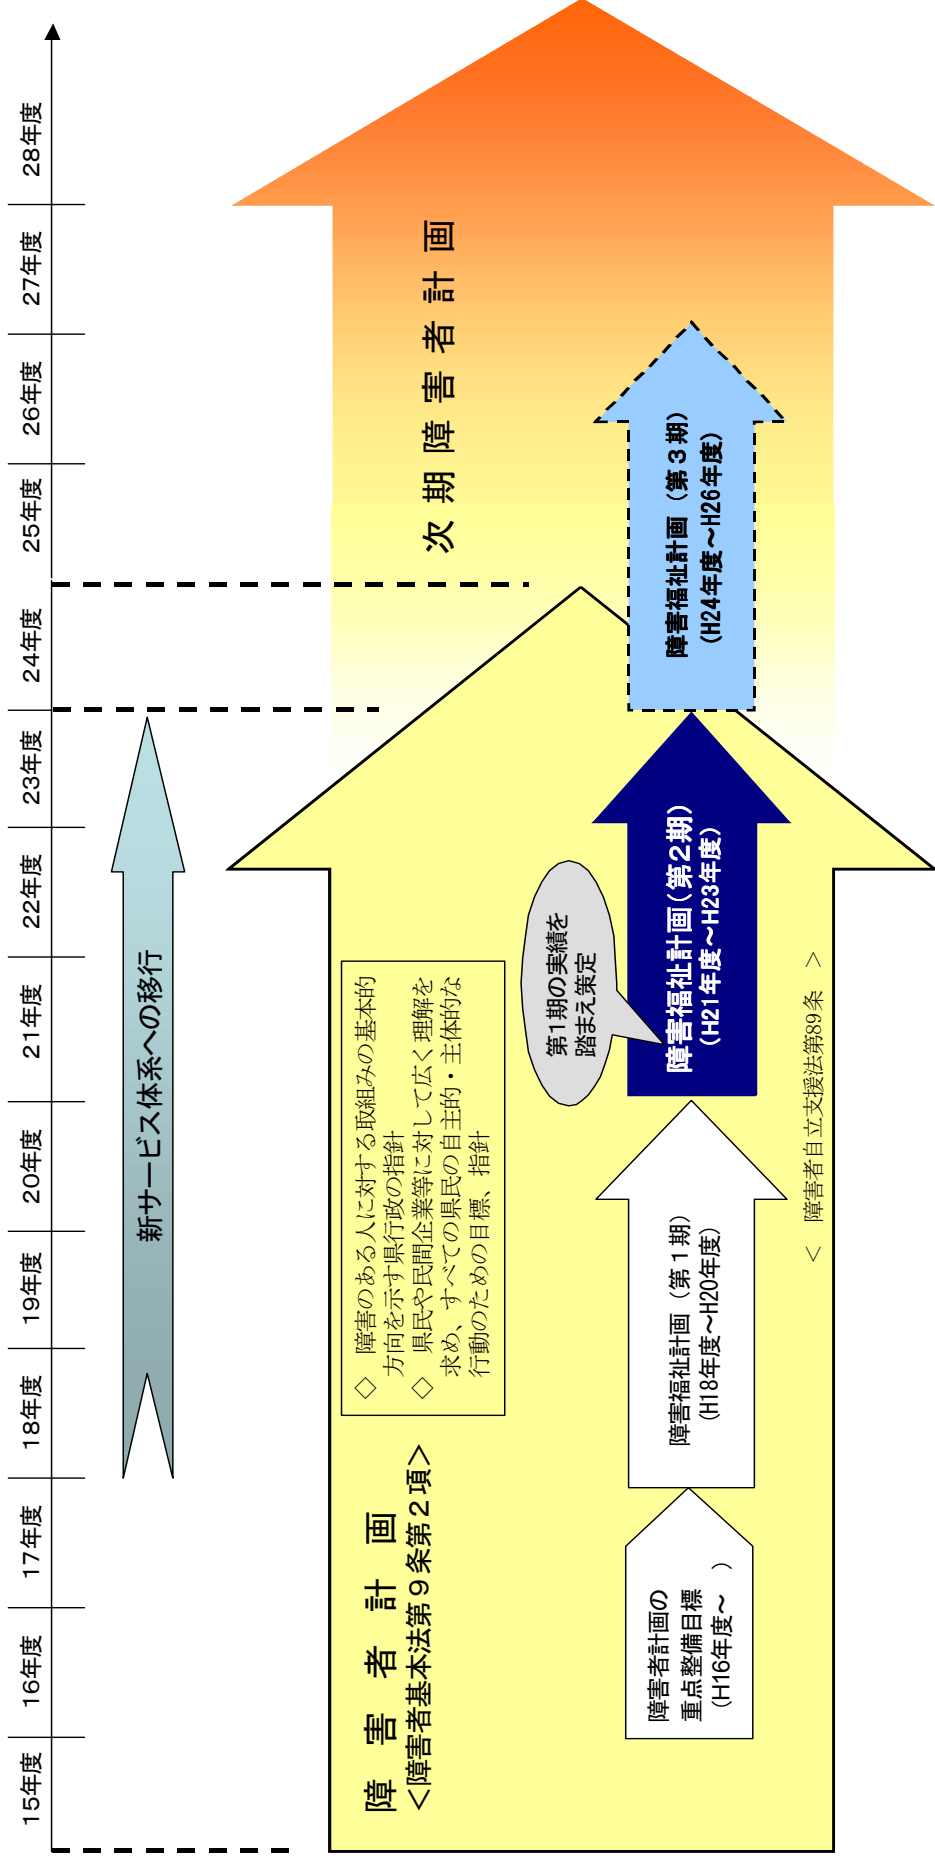 15年度
16年度
17年度
18年度
19年度
20年度
21年度
22年度
23年度
24年度
25年度
26年度
27年度
28年度
新サービス体系への移行
障害者計画
＜障害者基本法第９条第２項＞
◇ 障害のある人に対する取組みの基本的
方向を示す県行政の指針
◇ 県民や民間企業等に対して広く理解を
求め、すべての県民の自主的・主体的な
行動のための目標、指針
次期障害者計画
第1期の実績を
踏まえ策定
障害者計画の
重点整備目標
（H16年度～ ）
障害福祉計画（第１期）
（H18年度～H20年度）
障害福祉計画（第２期）
（H21年度～H23年度）
障害福祉計画（第３期）
（H24年度～H26年度）
＜ 障害者自立支援法第89条 ＞